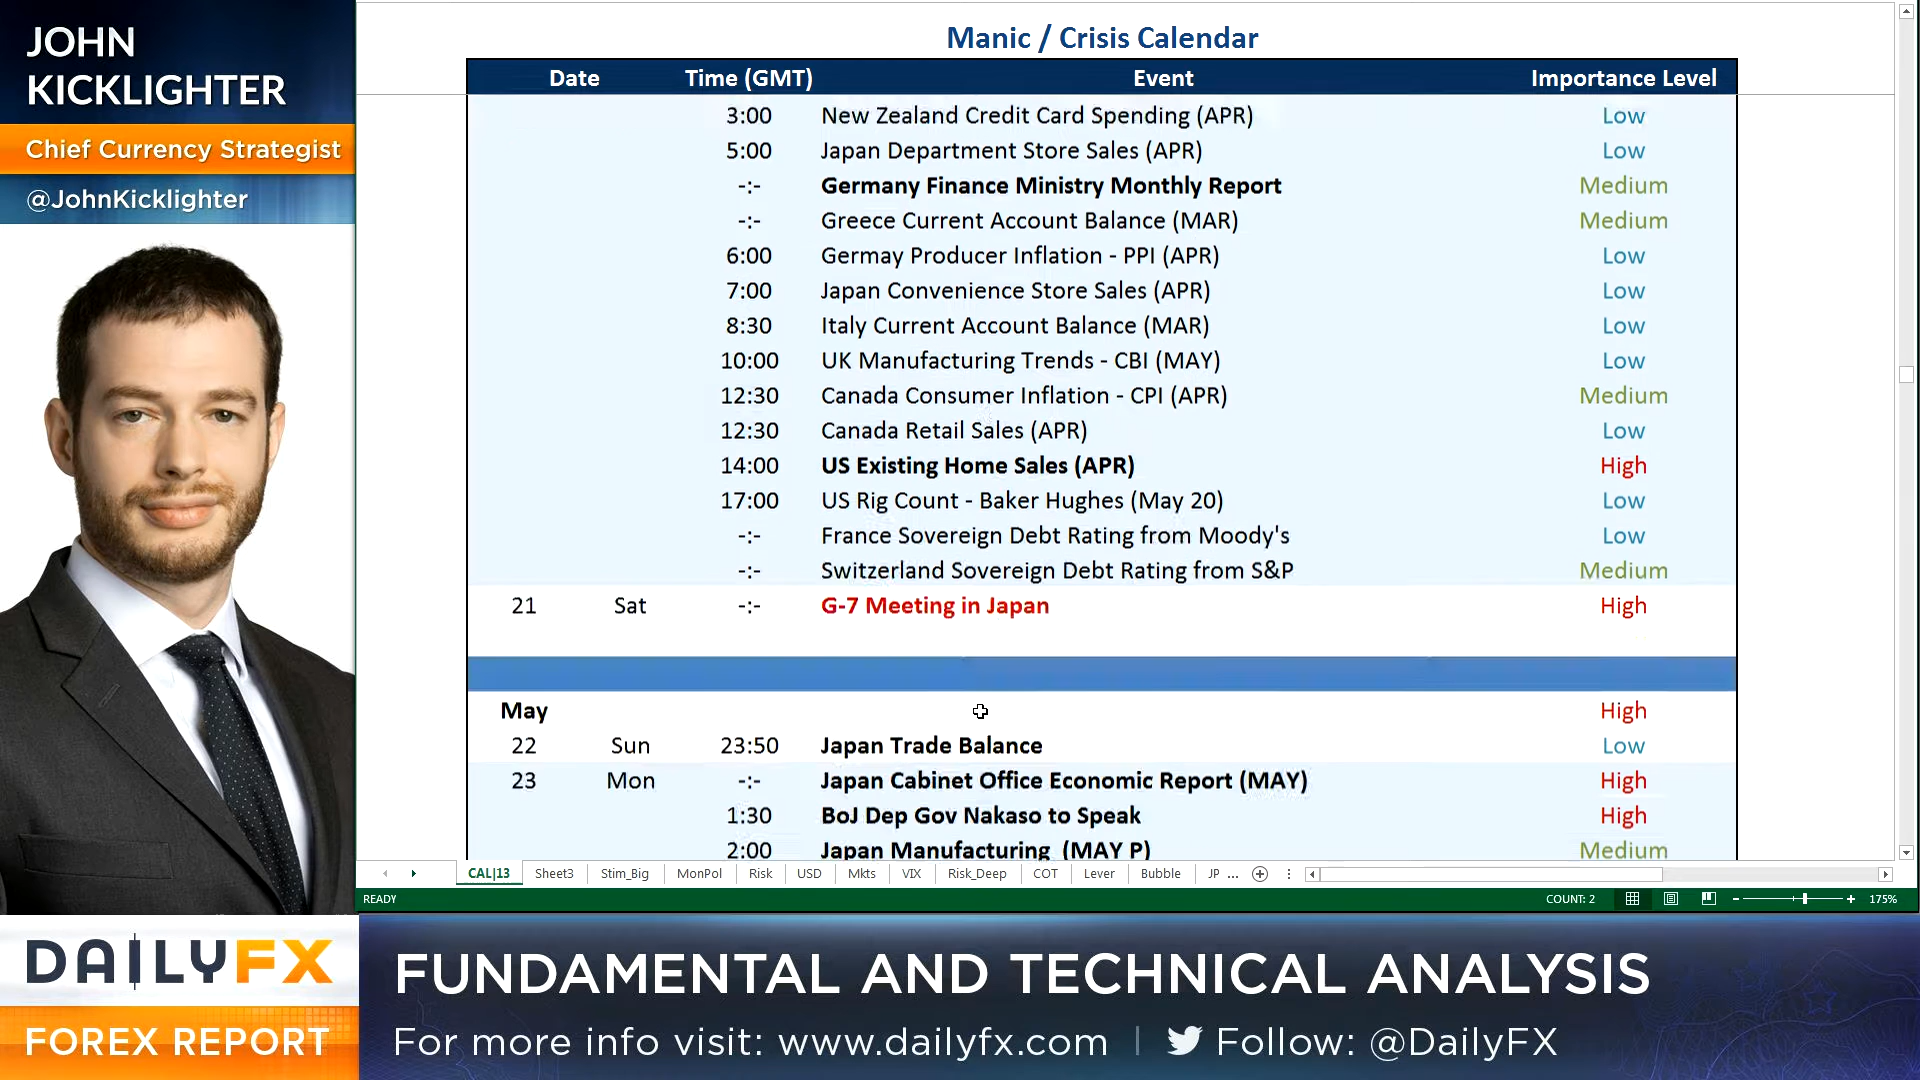 JOHN
KICKLIGHTER
Chief Currency Strategist
@JohnKicklighter
Manic / Crisis Calendar
Date Time (GMT) Event Importance Level
3:00 New Zealand Credit Card Spending (APR) Low
5:00 Japan Department Store Sales (APR) Low
-:- Germany Finance Ministry Monthly Report Medium
-:- Greece Current Account Balance (MAR) Medium
6:00 Germay Producer Inflation - PPI (APR) Low
7:00 Japan Convenience Store Sales (APR) Low
8:30 Italy Current Account Balance (MAR) Low
10:00 UK Manufacturing Trends - CBI (MAY) Low
12:30 Canada Consumer Inflation - CPI (APR) Medium
12:30 Canada Retail Sales (APR) Low
14:00 US Existing Home Sales (APR) High
17:00 US Rig Count - Baker Hughes (May 20) Low
-:- France Sovereign Debt Rating from Moody's Low
-:- Switzerland Sovereign Debt Rating from S&P Medium
21 Sat -:- G-7 Meeting in Japan High
May High
22 Sun 23:50 Japan Trade Balance Low
23 Mon -:- Japan Cabinet Office Economic Report (MAY) High
1:30 BoJ Dep Gov Nakaso to Speak High
2:00 Japan Manufacturing (MAY P) Medium
CAL|13 Sheet3 Stim_Big MonPol Risk USD Mkts VIX Risk_Deep COT Lever Bubble JP ...
READY COUNT: 2 175%
DAILYFX
FOREX REPORT
FUNDAMENTAL AND TECHNICAL ANALYSIS
For more info visit: www.dailyfx.com | Follow: @DailyFX